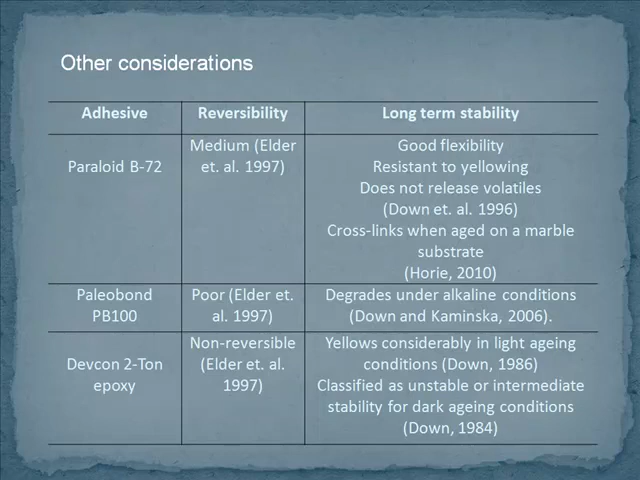 Other considerations
Adhesive Reversibility Long term stability
Paraloid B-72
Medium (Elder
et. al. 1997)
Good flexibility
Resistant to yellowing
Does not release volatiles
(Down et. al. 1996)
Cross-links when aged on a marble
substrate
(Horie, 2010)
Paleobond
PB100
Poor (Elder et.
al. 1997)
Degrades under alkaline conditions
(Down and Kaminska, 2006).
Devcon 2-Ton
epoxy
Non-reversible
(Elder et. al.
1997)
Yellows considerably in light ageing
conditions (Down, 1986)
Classified as unstable or intermediate
stability for dark ageing conditions
(Down, 1984)